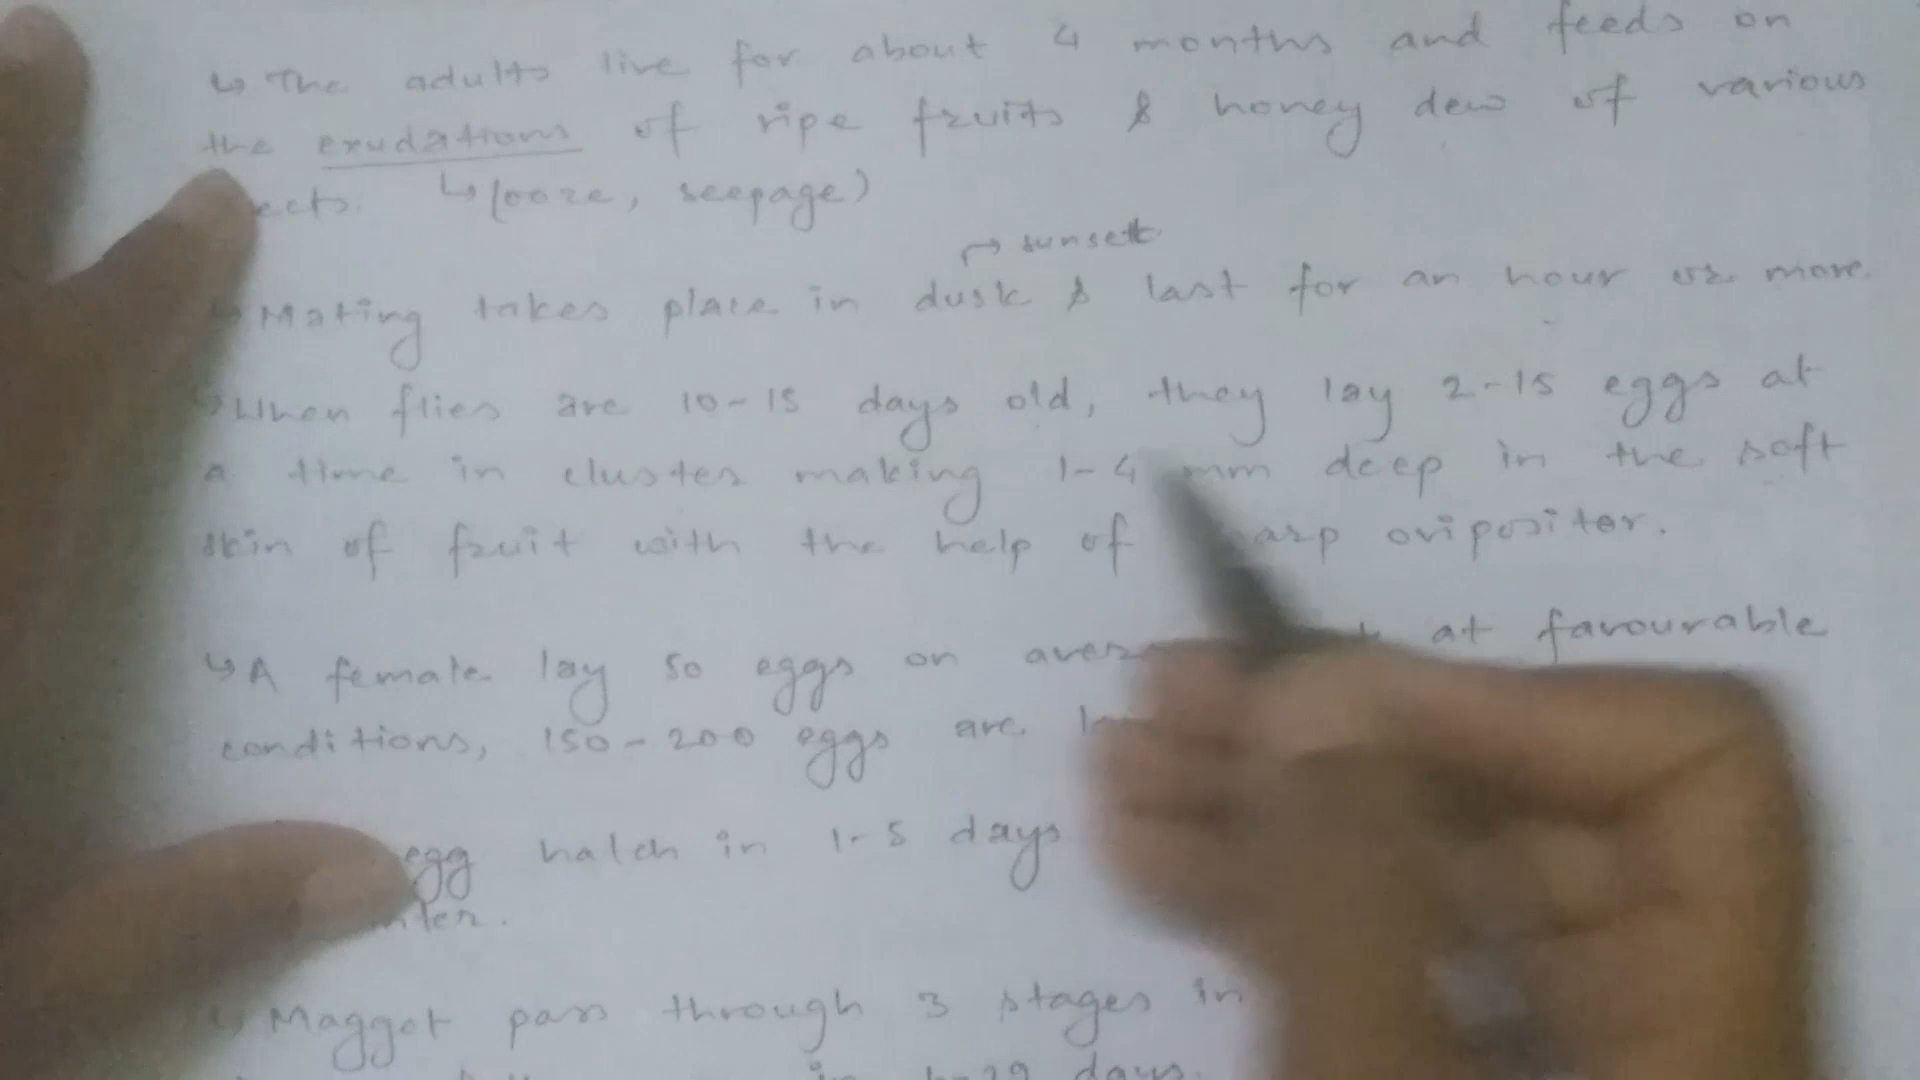 ↳ The adults live for about 4 months and feeds on
the exudations of ripe fruits & honey dew of various
↳ (ooze, seepage)
↱ sunsett.
Mating takes place in dusk & last for an hour or more.
When flies are 10-15 days old, they lay 2-15 eggs at
a time in cluster making 1-4 mm deep in the soft
skin of fruit with the help of ovipositor.
↳ A female lay 50 eggs on at favourable
conditions, 150-200 eggs are
egg hatch in 1-5 days
Maggot pass through 3 stages in
in days.